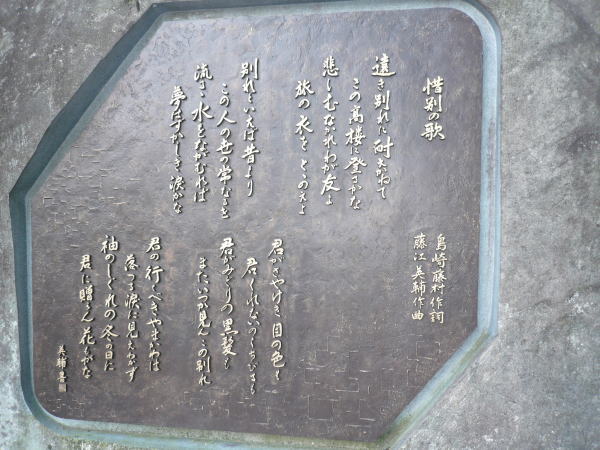 惜別の歌
島崎藤村作詞
藤江英輔作曲
遠き別れに耐えかねて
この高楼に登るかな
悲しむなかれわが友よ
旅の衣をととのえよ
別れといえば昔より
この人の世の常なるを
流るる水をながむれば
夢はずかしき涙かな
君がさやけき目の色も
君くれないのくちびるも
君がみどりの黒髪も
またいつか見んこの別れ
君の行くべきやまかわは
落つる涙に見えわかず
袖のしぐれの冬の日に
君に贈らん花もがな
英輔書